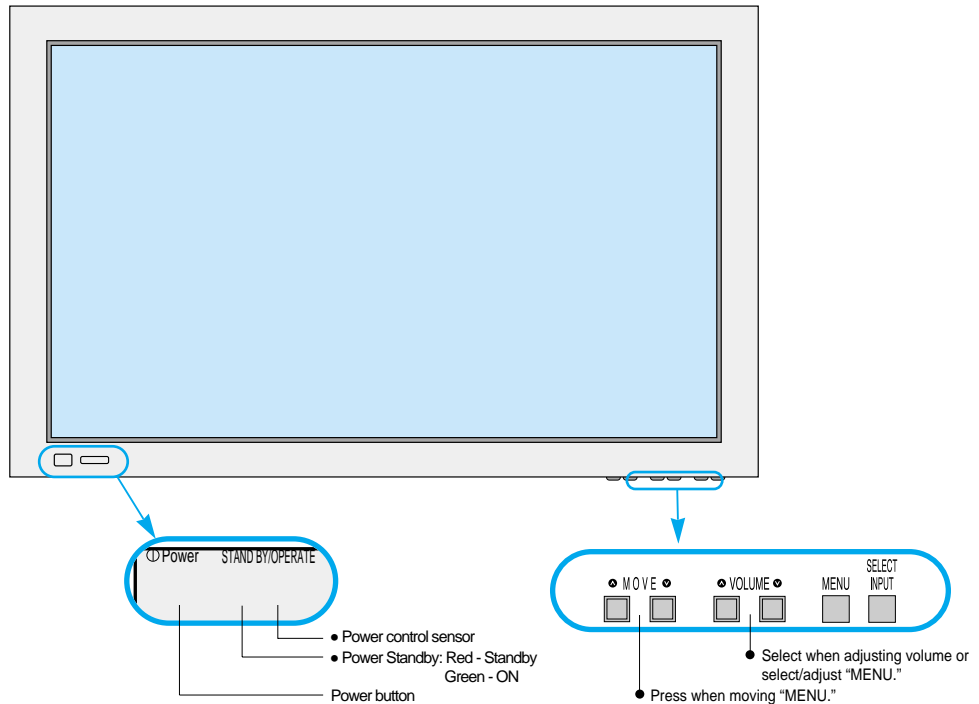 ⏼ Power STAND BY/OPERATE
● Power control sensor
● Power Standby: Red - Standby
Green - ON
Power button
SELECT
MOVE VOLUME MENU INPUT
● Select when adjusting volume or
select/adjust “MENU.”
● Press when moving “MENU.”